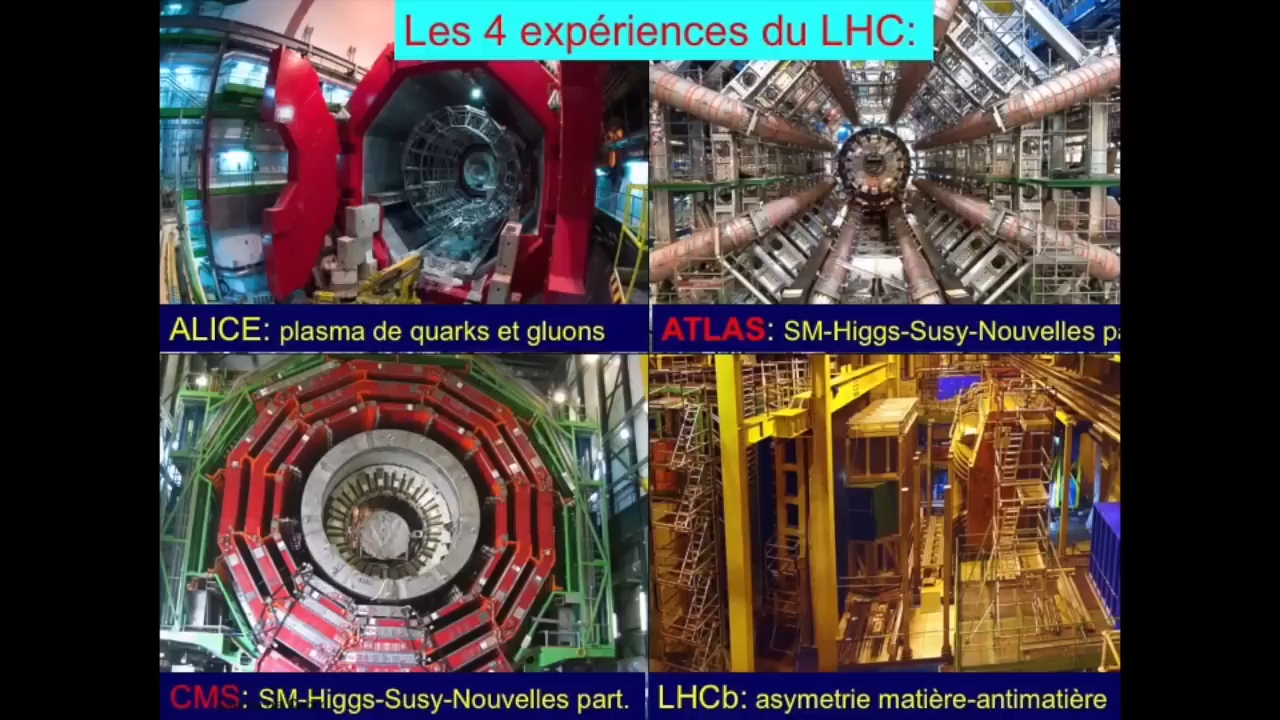 Les 4 expériences du LHC:
ALICE: plasma de quarks et gluons
ATLAS: SM-Higgs-Susy-Nouvelles pa
CMS: SM-Higgs-Susy-Nouvelles part.
LHCb: asymetrie matière-antimatière